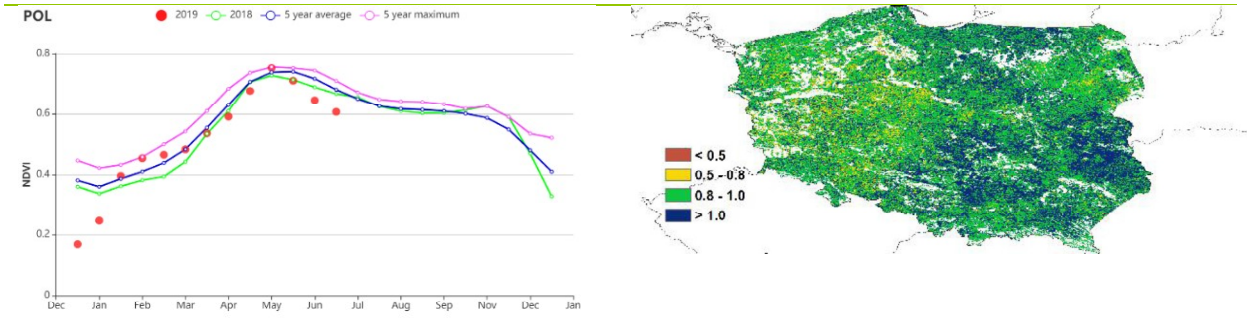 POL
2019 2018 5 year average 5 year maximum
0.8
0.6
0.4
0.2
0
NDVI
Dec Jan Feb Mar Apr May Jun Jul Aug Sep Oct Nov Dec Jan
< 0.5
0.5 - 0.8
0.8 - 1.0
> 1.0